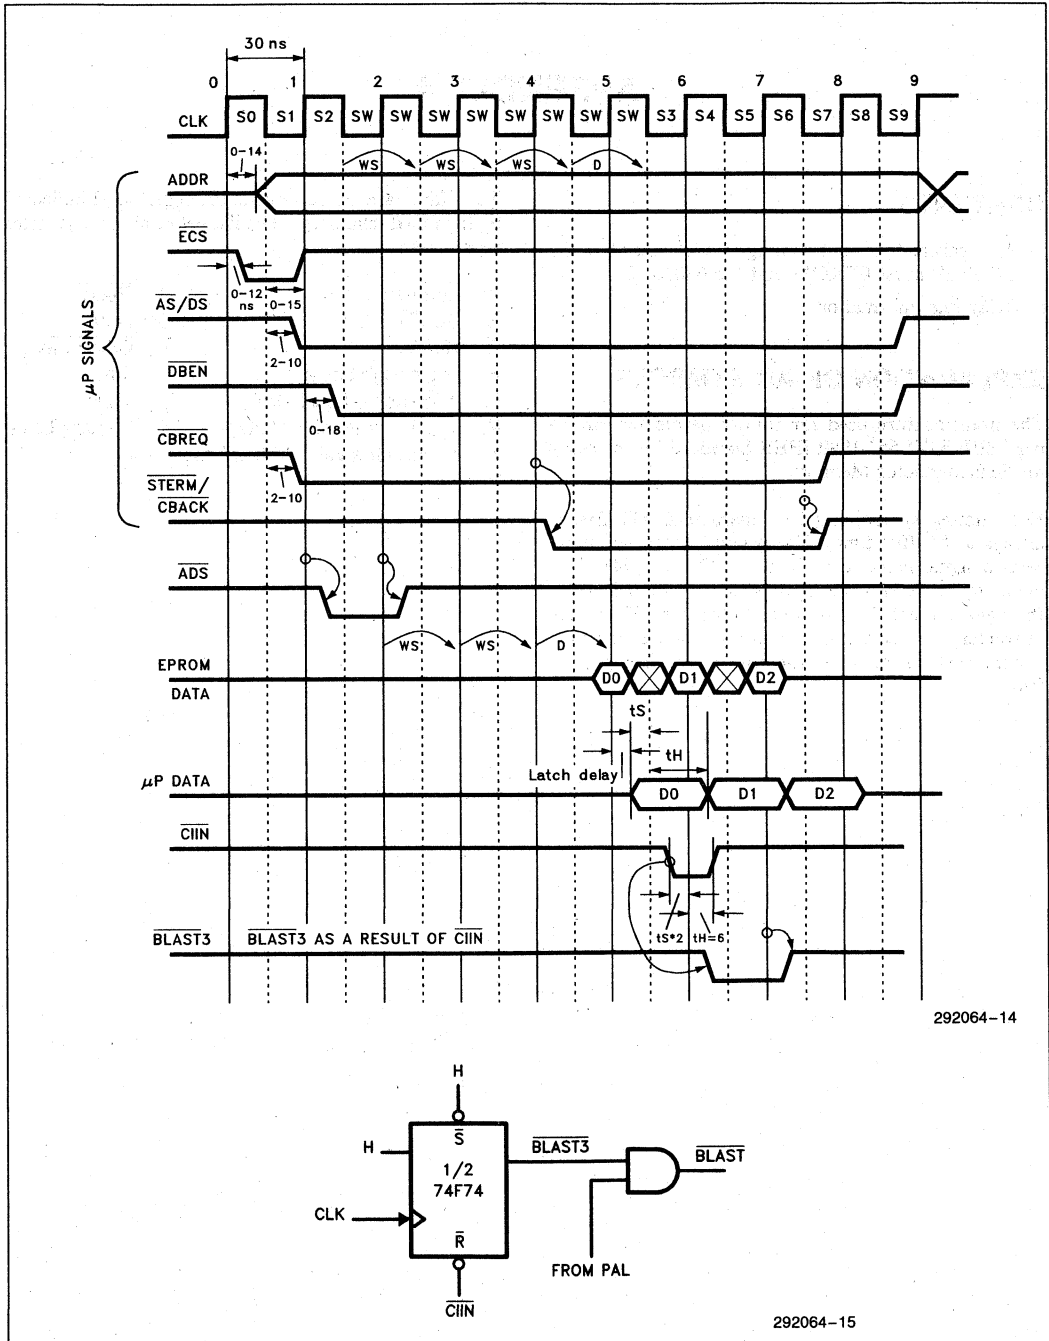 30 ns
0 1 2 3 4 5 6 7 8 9
CLK S0 S1 S2 SW SW SW SW SW SW SW SW S3 S4 S5 S6 S7 S8 S9
0-14
WS WS WS D
ADDR
ECS
0-12
ns
0-15
AS/DS
2-10
DBEN
0-18
CBREQ
2-10
STERM/
CBACK
μP SIGNALS
ADS
WS WS D
EPROM
DATA
D0 D1 D2
tS
tH
Latch delay
μP DATA D0 D1 D2
CIIN
tS*2 tH=6
BLAST3 BLAST3 AS A RESULT OF CIIN
292064-14
H
S
H
1/2
74F74
CLK
R
CIIN
BLAST3
BLAST
FROM PAL
292064-15